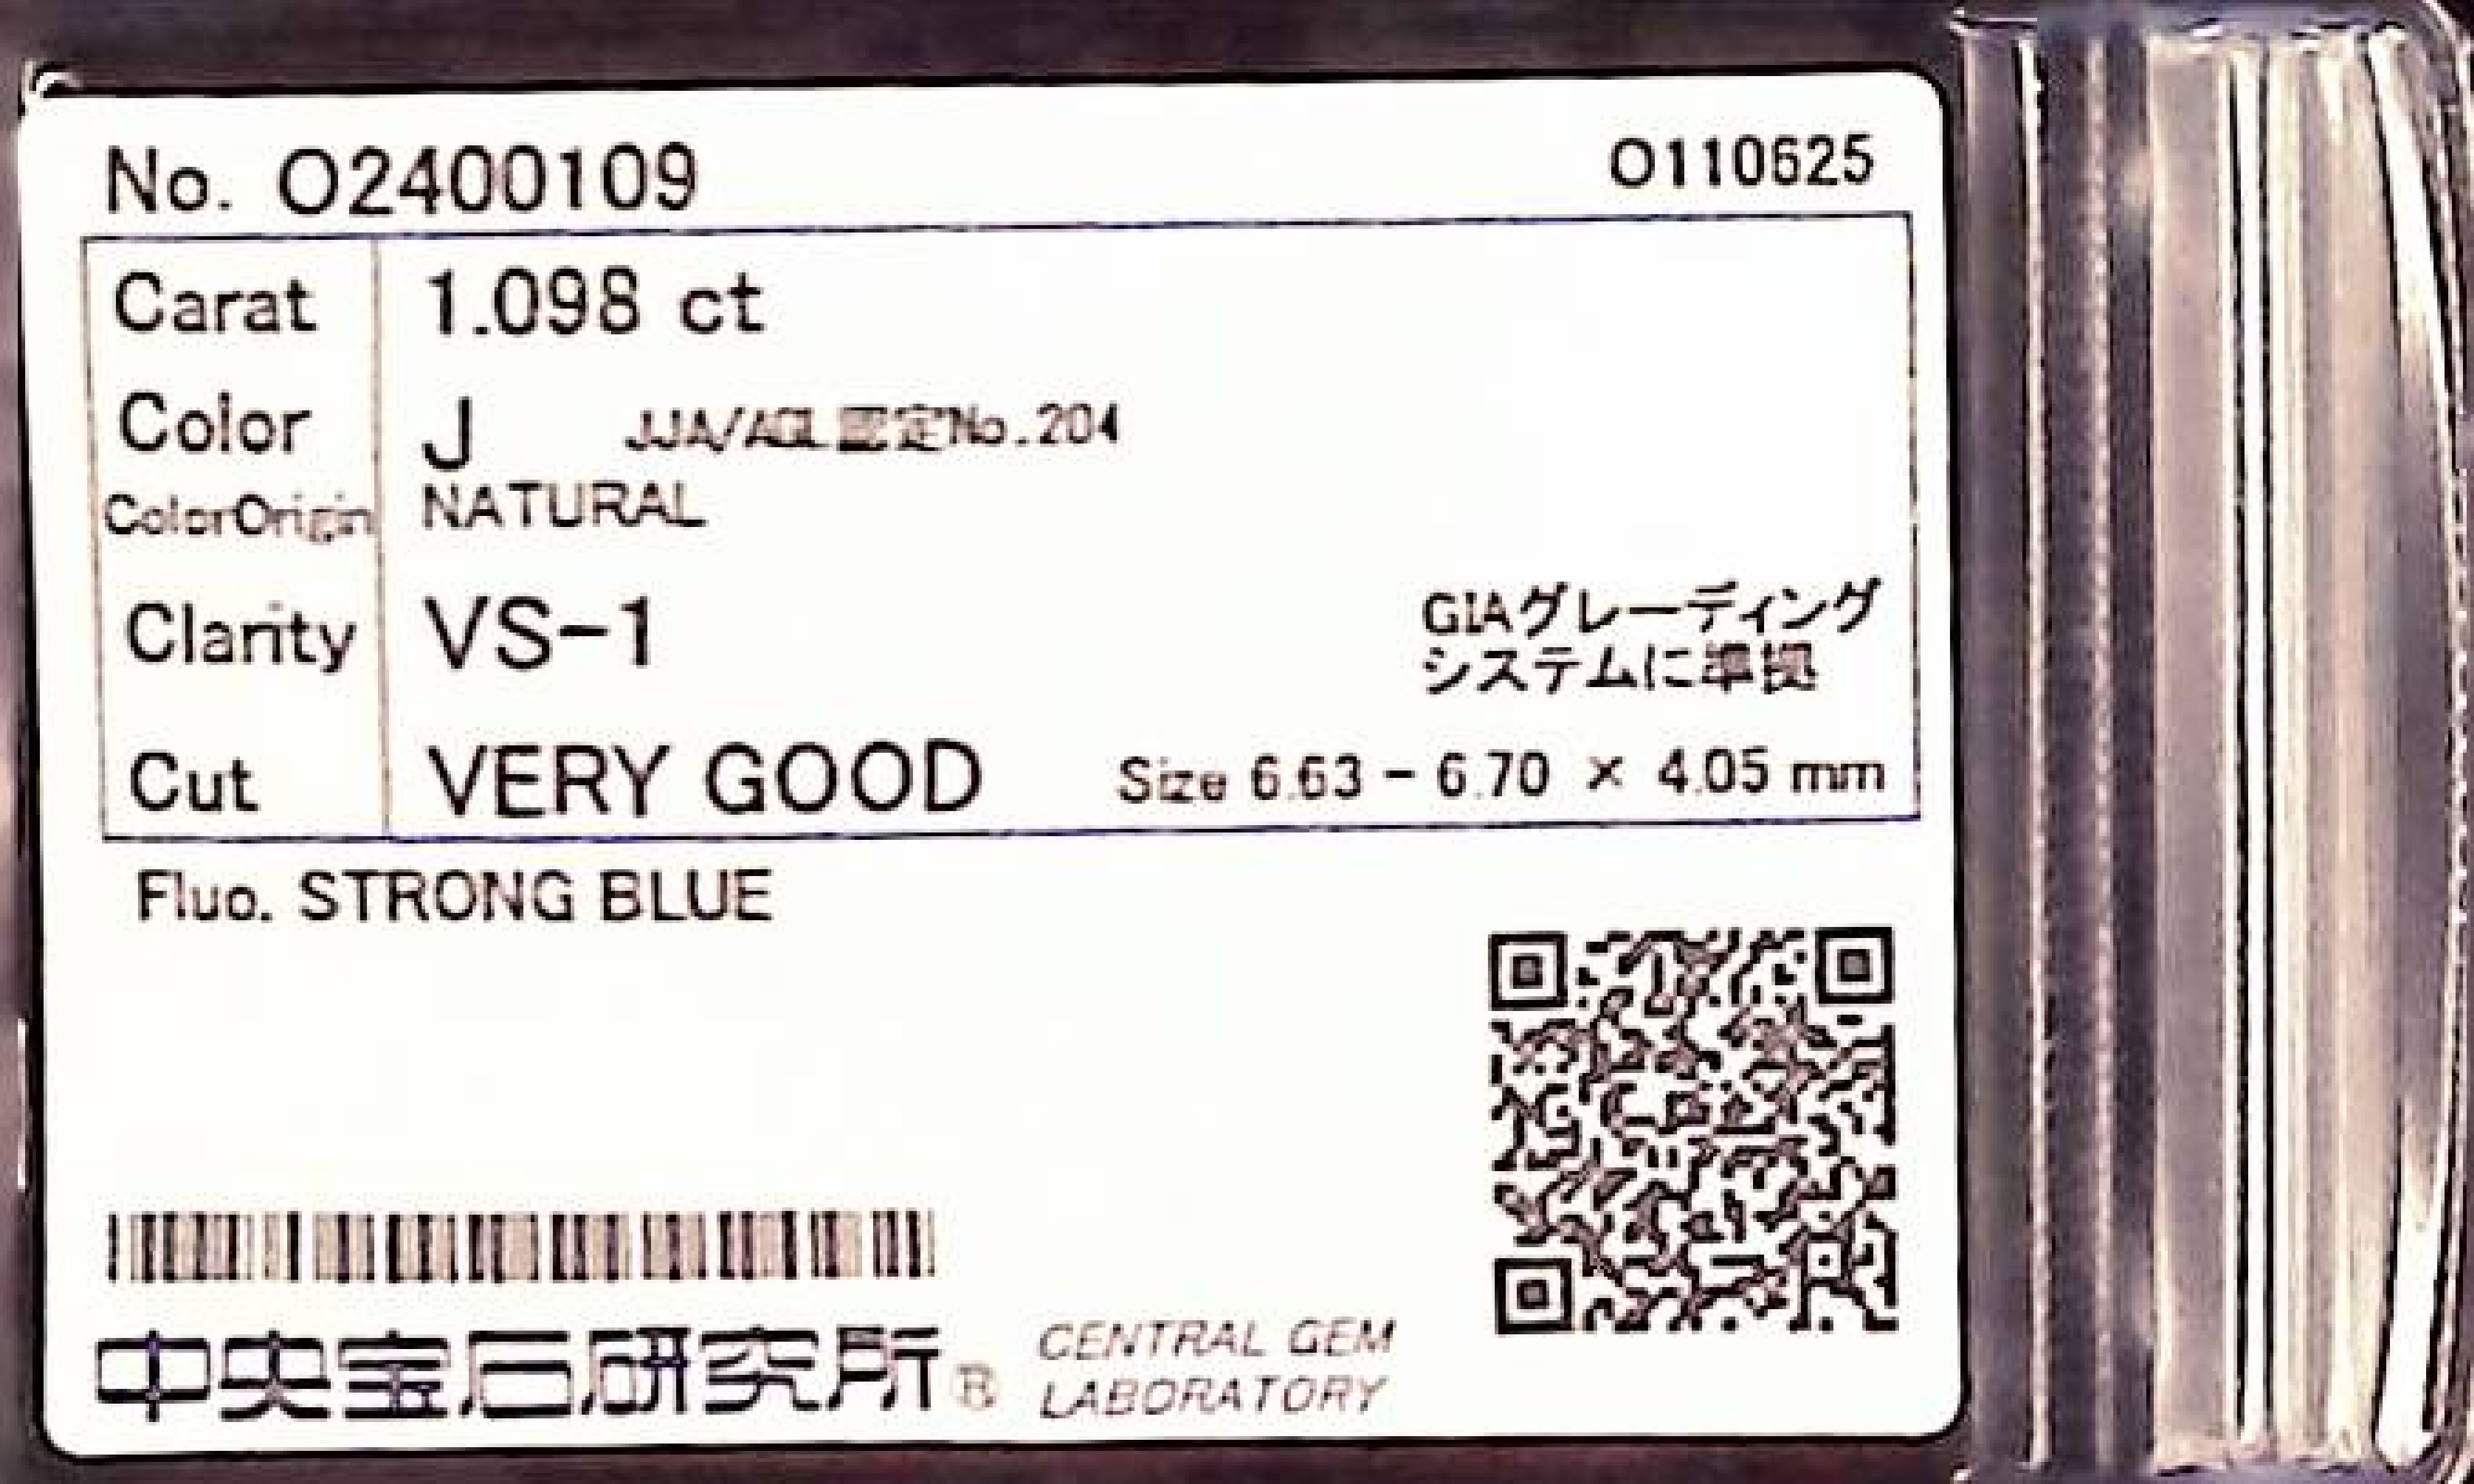 No. O2400109
O110625
Carat 1.098 ct
Color J JJA/AGL認定No.204
ColorOrigin NATURAL
Clarity VS-1
GIAグレーディング
システムに準拠
Cut VERY GOOD Size 6.63 - 6.70 × 4.05 mm
Fluo. STRONG BLUE
中央宝石研究所®
CENTRAL GEM
LABORATORY